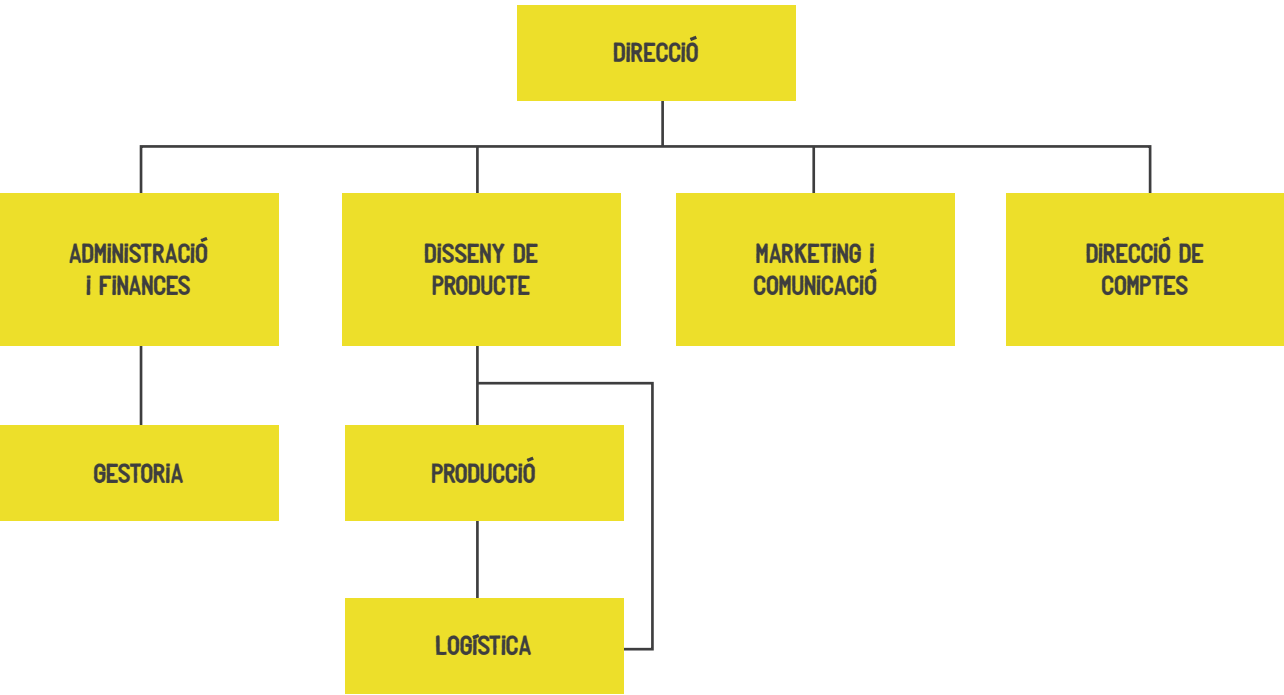 DIRECCIÓ
ADMINISTRACIÓ
I FINANCES
DISSENY DE
PRODUCTE
MARKETING I
COMUNICACIÓ
DIRECCIÓ DE
COMPTES
GESTORIA
PRODUCCIÓ
LOGÍSTICA